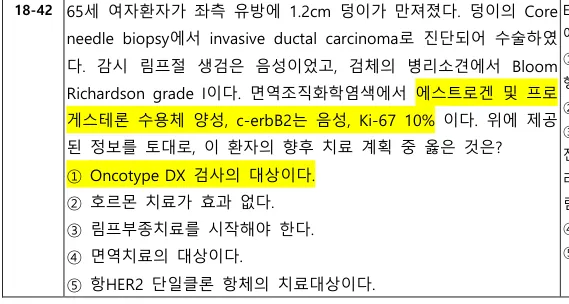 18-42
65세 여자환자가 좌측 유방에 1.2cm 덩이가 만져졌다. 덩이의 Core
needle biopsy에서 invasive ductal carcinoma로 진단되어 수술하였
다. 감시 림프절 생검은 음성이었고, 검체의 병리소견에서 Bloom
Richardson grade I이다. 면역조직화학염색에서 에스트로겐 및 프로
게스테론 수용체 양성, c-erbB2는 음성, Ki-67 10% 이다. 위에 제공
된 정보를 토대로, 이 환자의 향후 치료 계획 중 옳은 것은?
① Oncotype DX 검사의 대상이다.
② 호르몬 치료가 효과 없다.
③ 림프부종치료를 시작해야 한다.
④ 면역치료의 대상이다.
⑤ 항HER2 단일클론 항체의 치료대상이다.